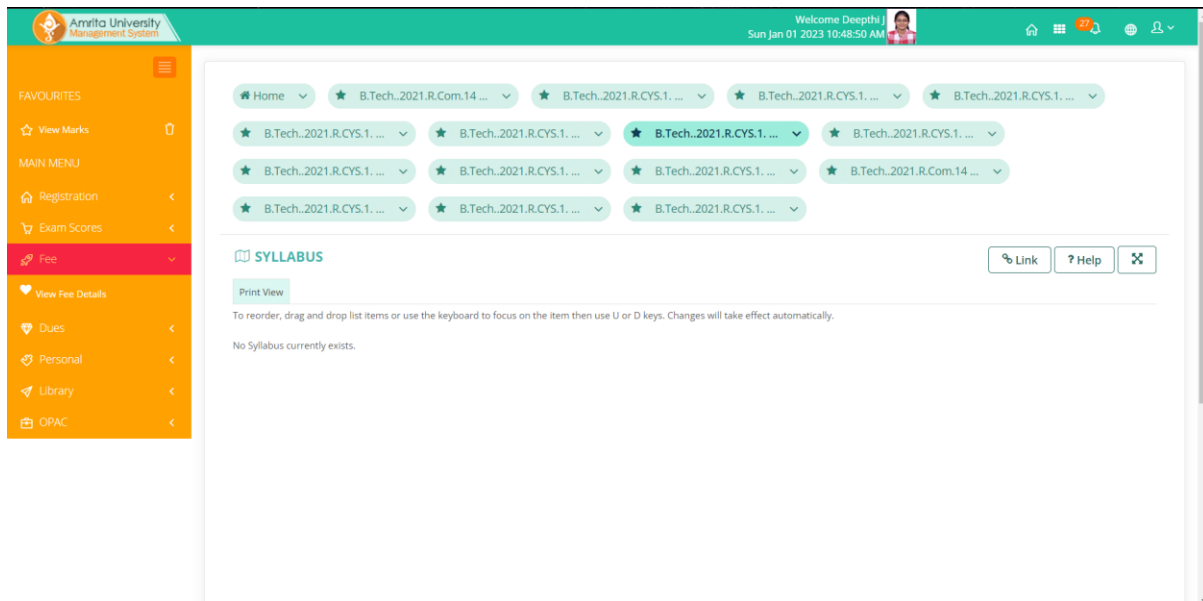 Amrita University
Management System
Welcome Deepthi J
Sun Jan 01 2023 10:48:50 AM
27
FAVOURITES
View Marks
MAIN MENU
Registration
Exam Scores
Fee
View Fee Details
Dues
Personal
Library
OPAC
Home B.Tech..2021.R.Com.14 ... B.Tech..2021.R.CYS.1. ... B.Tech..2021.R.CYS.1. ... B.Tech..2021.R.CYS.1. ...
B.Tech..2021.R.CYS.1. ... B.Tech..2021.R.CYS.1. ... B.Tech..2021.R.CYS.1. ... B.Tech..2021.R.CYS.1. ...
B.Tech..2021.R.CYS.1. ... B.Tech..2021.R.CYS.1. ... B.Tech..2021.R.CYS.1. ... B.Tech..2021.R.Com.14 ...
B.Tech..2021.R.CYS.1. ... B.Tech..2021.R.CYS.1. ... B.Tech..2021.R.CYS.1. ...
SYLLABUS
Link ? Help
Print View
To reorder, drag and drop list items or use the keyboard to focus on the item then use U or D keys. Changes will take effect automatically.
No Syllabus currently exists.